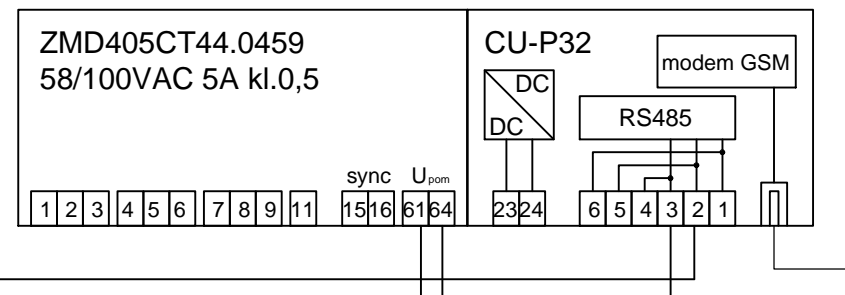 ZMD405CT44.0459
58/100VAC 5A kl.0,5
CU-P32
modem GSM
DC
DC
RS485
sync Upom
1 2 3 4 5 6 7 8 9 11 15 16 61 64 23 24 6 5 4 3 2 1